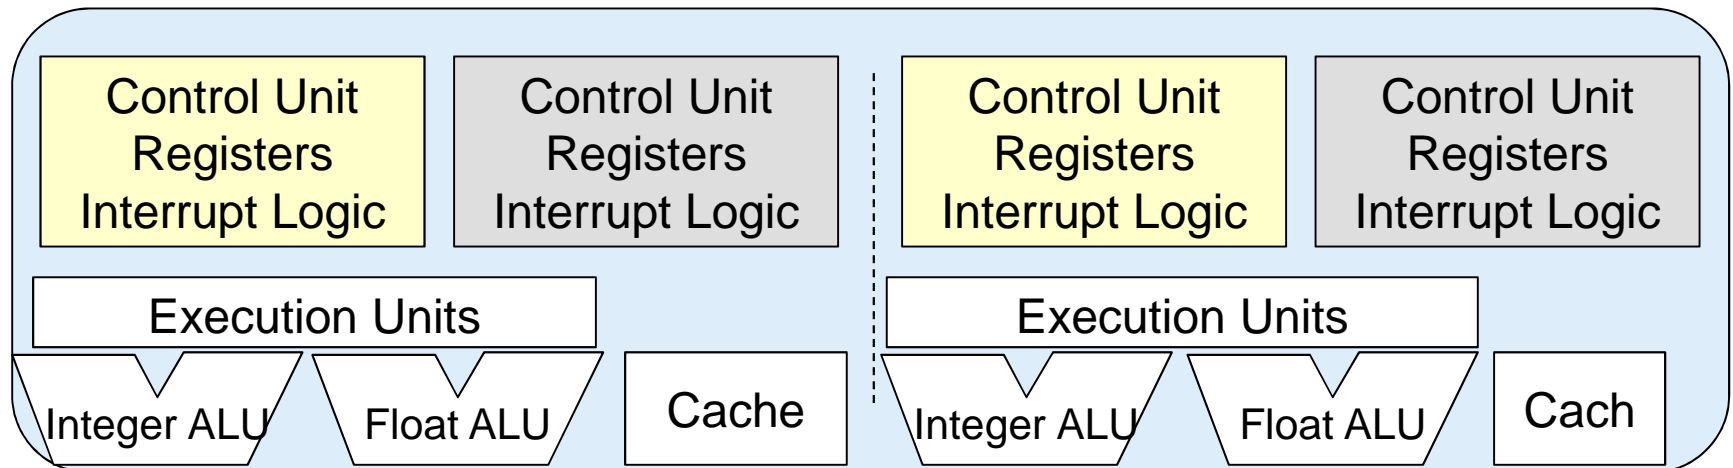 Control Unit
Registers
Interrupt Logic
Control Unit
Registers
Interrupt Logic
Control Unit
Registers
Interrupt Logic
Control Unit
Registers
Interrupt Logic
Execution Units
Execution Units
Integer ALU
Float ALU
Cache
Integer ALU
Float ALU
Cach